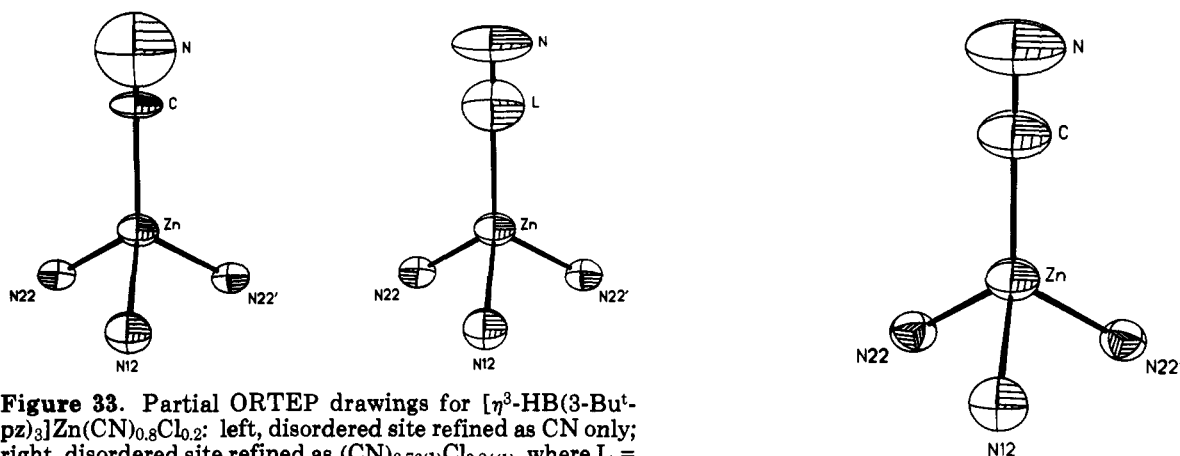 N
C
Zn
N22
N22'
N12
N
L
Zn
N22
N22'
N12
N
C
Zn
N22
N22
N12
Figure 33. Partial ORTEP drawings for [η³-HB(3-Buᵗ-
pz)₃]Zn(CN)₀.₈Cl₀.₂: left, disordered site refined as CN only;
right, disordered site refined as